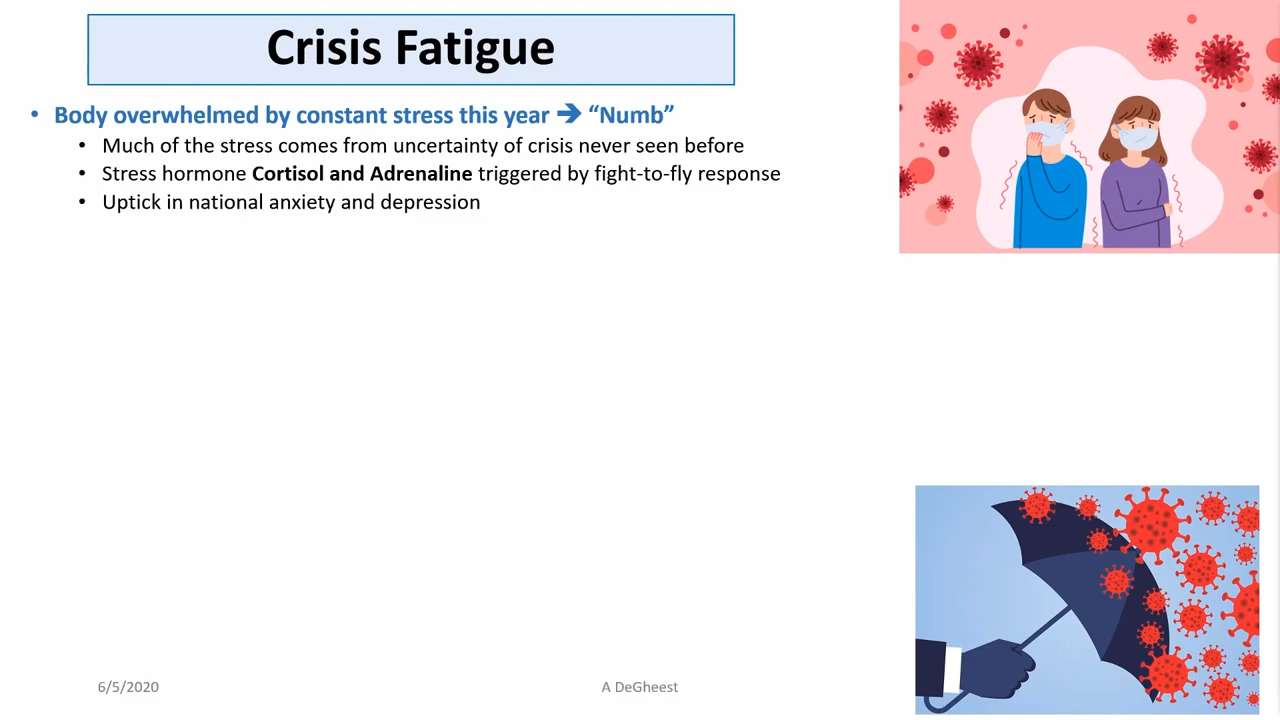 Crisis Fatigue
• Body overwhelmed by constant stress this year ➔ “Numb”
• Much of the stress comes from uncertainty of crisis never seen before
• Stress hormone Cortisol and Adrenaline triggered by fight-to-fly response
• Uptick in national anxiety and depression
6/5/2020
A DeGheest